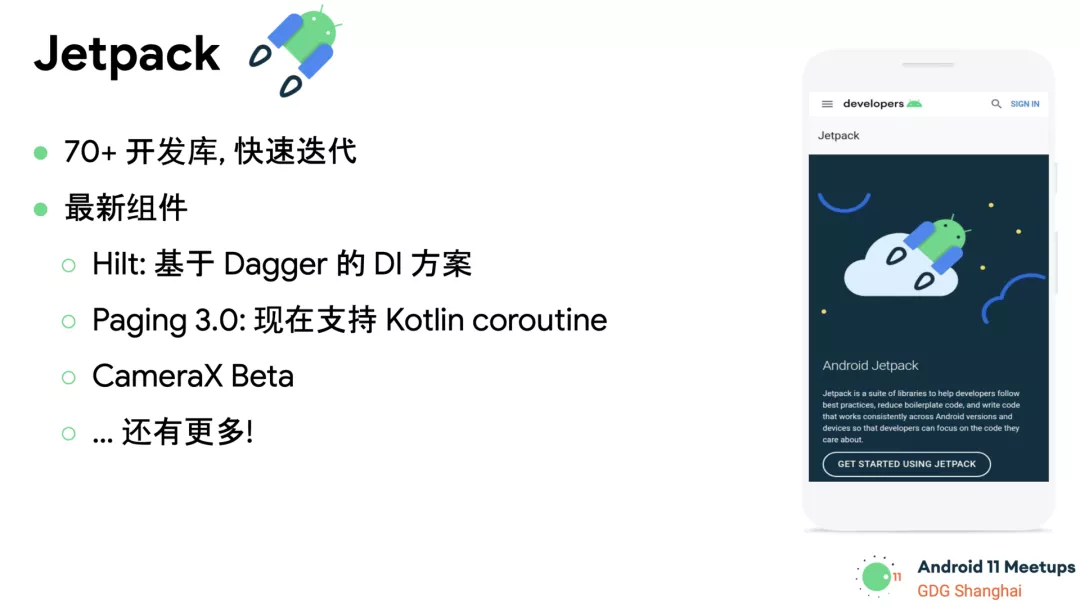 Jetpack
70+ 开发库, 快速迭代
最新组件
Hilt: 基于 Dagger 的 DI 方案
Paging 3.0: 现在支持 Kotlin coroutine
CameraX Beta
... 还有更多!
developers
SIGN IN
Jetpack
Android Jetpack
Jetpack is a suite of libraries to help developers follow
best practices, reduce boilerplate code, and write code
that works consistently across Android versions and
devices so that developers can focus on the code they
care about.
GET STARTED USING JETPACK
11
Android 11 Meetups
GDG Shanghai